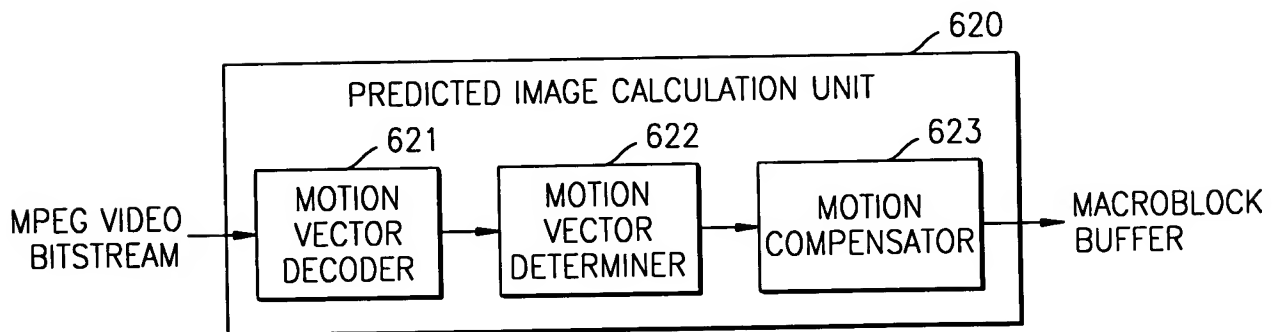 620
PREDICTED IMAGE CALCULATION UNIT
621
622
623
MPEG VIDEO
BITSTREAM
MOTION
VECTOR
DECODER
MOTION
VECTOR
DETERMINER
MOTION
COMPENSATOR
MACROBLOCK
BUFFER